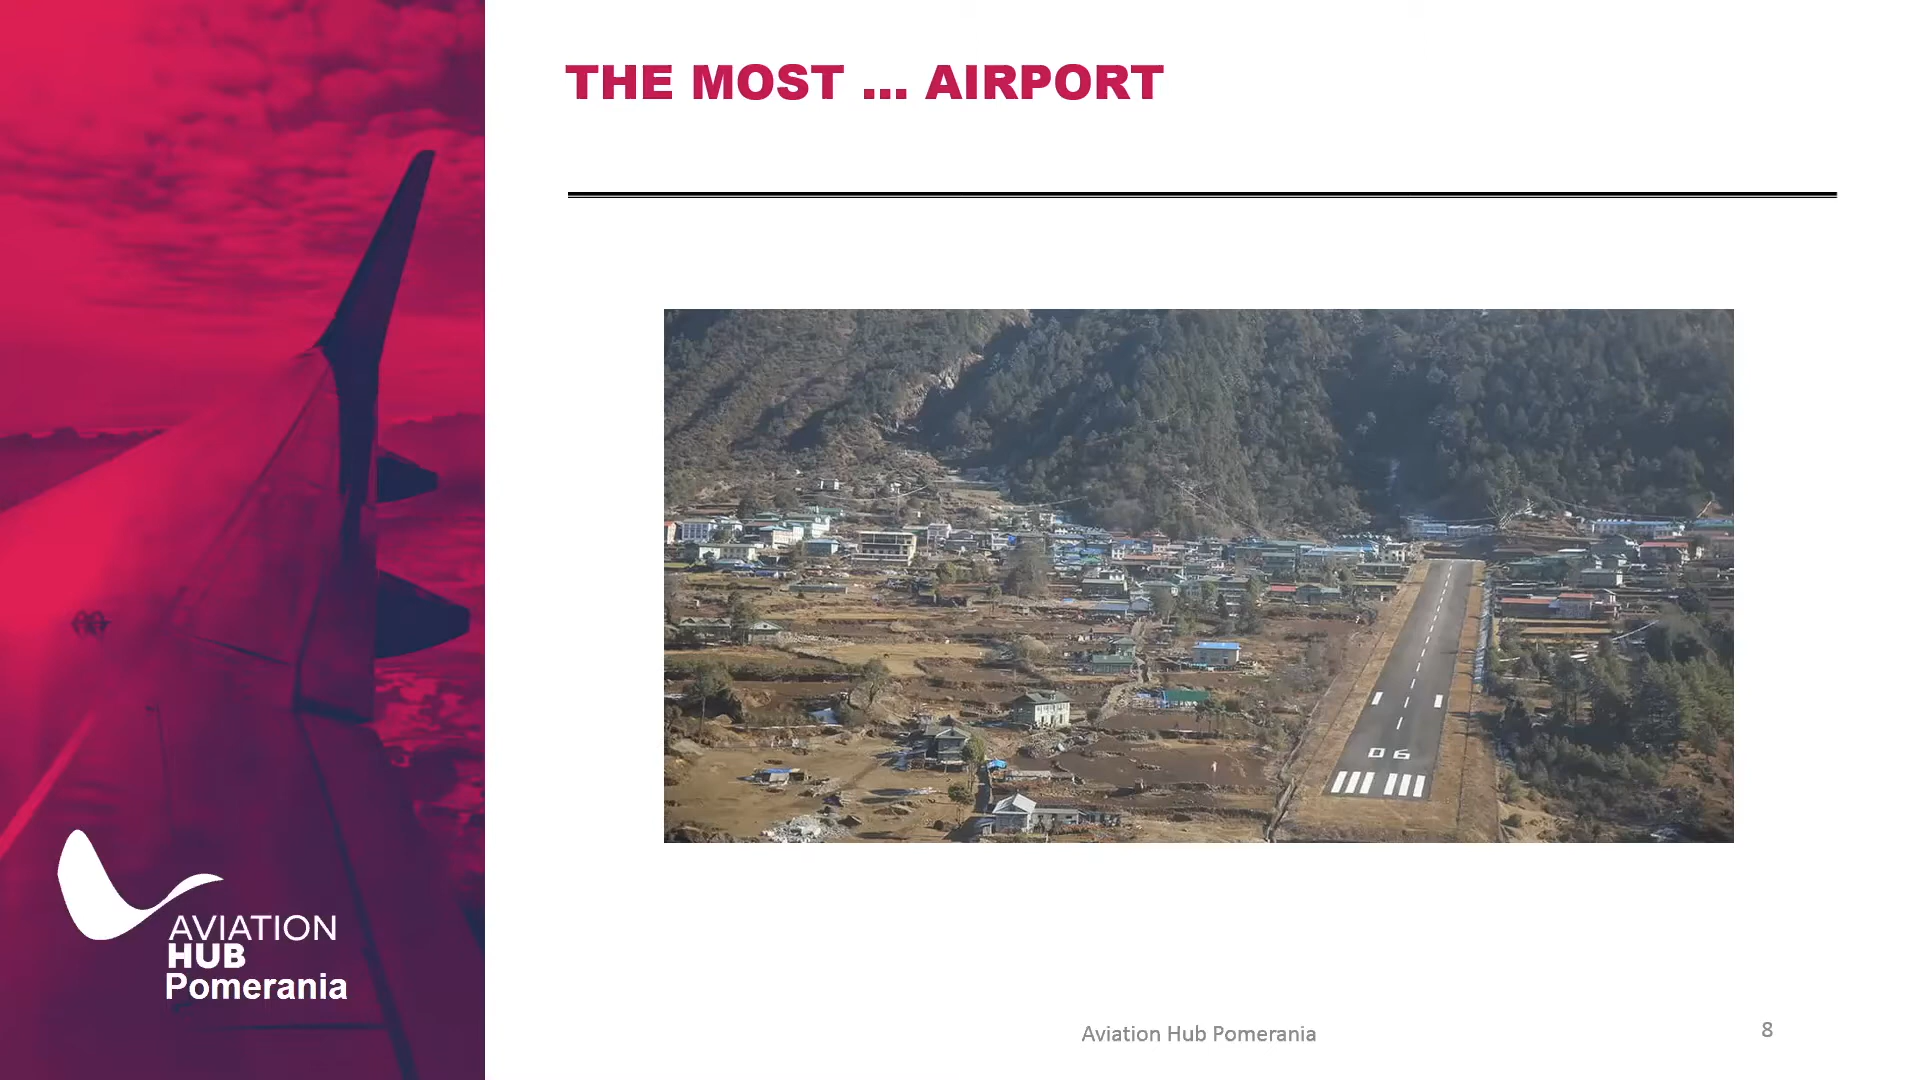 THE MOST ... AIRPORT
06
AVIATION
HUB
Pomerania
Aviation Hub Pomerania
8